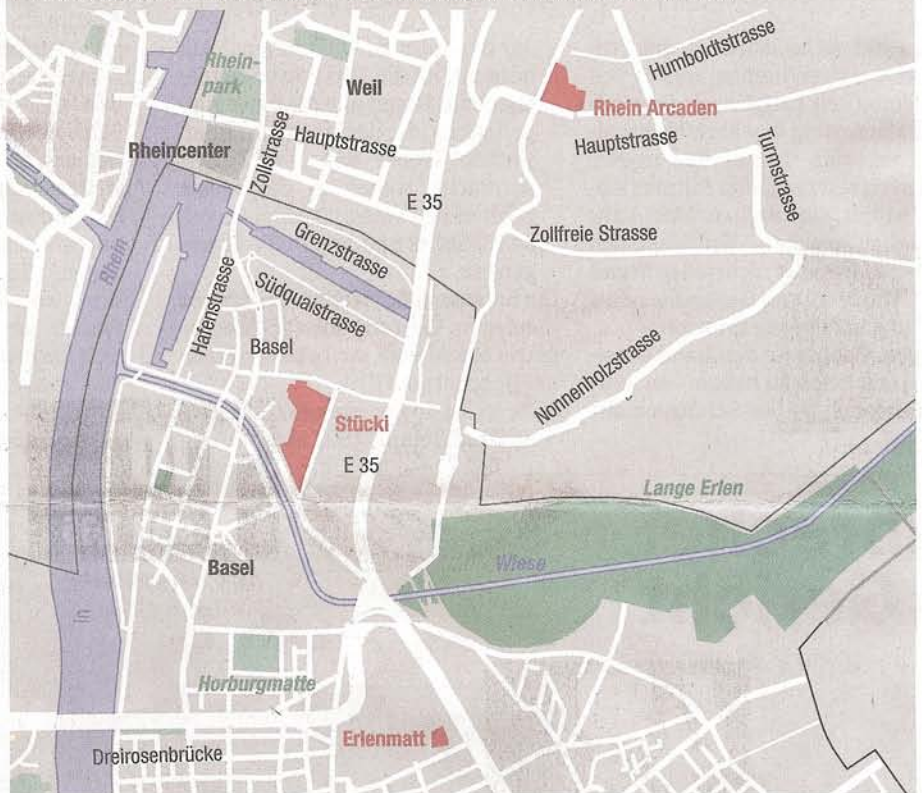 Humboldtstrasse
Rhein-
park
Weil
Rhein Arcaden
Hauptstrasse
Hauptstrasse
Rheincenter
Zollstrasse
Turmstrasse
E 35
Zollfreie Strasse
Grenzstrasse
Rhein
Hafenstrasse
Südquaistrasse
Basel
Nonnenholzstrasse
Stücki
E 35
Lange Erlen
Wiese
Basel
Horburgmatte
Erlenmatt
Dreirosenbrücke